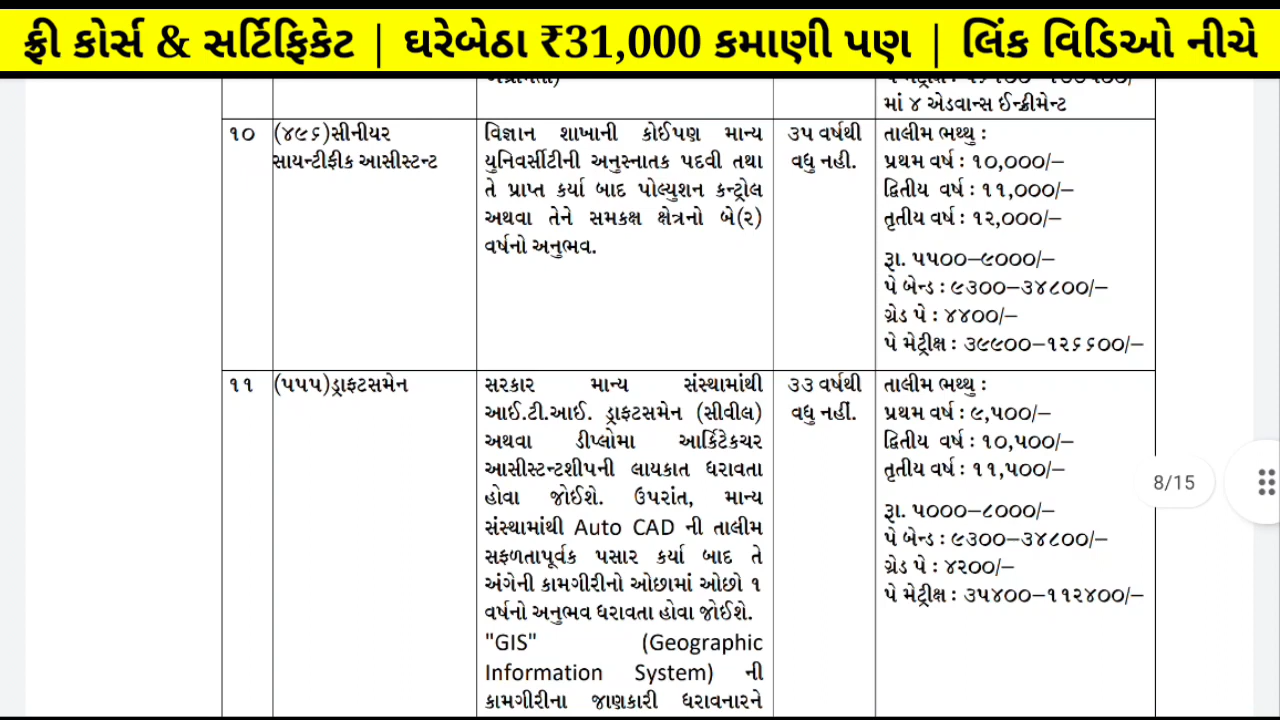 ફ્રી કોર્સ & સર્ટિફિકેટ | ઘરેબેઠા ₹31,000 કમાણી પણ | લિંક વિડિઓ નીચે
માં ૪ એડવાન્સ ઈન્ક્રીમેન્ટ
૧૦
(૪૯૬)સીનીયર
સાયન્ટીફીક આસીસ્ટન્ટ
વિજ્ઞાન શાખાની કોઈપણ માન્ય
યુનિવર્સીટીની અનુસ્નાતક પદવી તથા
તે પ્રાપ્ત કર્યા બાદ પોલ્યુશન કન્ટ્રોલ
અથવા તેને સમકક્ષ ક્ષેત્રનો બે(૨)
વર્ષનો અનુભવ.
૩૫ વર્ષથી
વધુ નહી.
તાલીમ ભથ્થુ :
પ્રથમ વર્ષ : ૧૦,૦૦૦/–
દ્વિતીય વર્ષ : ૧૧,૦૦૦/–
તૃતીય વર્ષ : ૧૨,૦૦૦/–
રૂા. ૫૫૦૦–૯૦૦૦/–
પે બેન્ડ : ૯૩૦૦–૩૪૮૦૦/–
ગ્રેડ પે : ૪૪૦૦/–
પે મેટ્રીક્ષ : ૩૯૯૦૦–૧૨૬૬૦૦/–
૧૧
(૫૫૫)ડ્રાફટસમેન
સરકાર માન્ય સંસ્થામાંથી
આઈ.ટી.આઈ. ડ્રાફટસમેન (સીવીલ)
અથવા ડીપ્લોમા આર્કિટેકચર
આસીસ્ટન્ટશીપની લાયકાત ધરાવતા
હોવા જોઈશે. ઉપરાંત, માન્ય
સંસ્થામાંથી Auto CAD ની તાલીમ
સફળતાપૂર્વક પસાર કર્યા બાદ તે
અંગેની કામગીરીનો ઓછામાં ઓછો ૧
વર્ષનો અનુભવ ધરાવતા હોવા જોઈશે.
"GIS" (Geographic
Information System) ની
કામગીરીના જાણકારી ધરાવનારને
૩૩ વર્ષથી
વધુ નહીં.
તાલીમ ભથ્થુ :
પ્રથમ વર્ષ : ૯,૫૦૦/–
દ્વિતીય વર્ષ : ૧૦,૫૦૦/–
તૃતીય વર્ષ : ૧૧,૫૦૦/–
રૂા. ૫૦૦૦–૮૦૦૦/–
પે બેન્ડ : ૯૩૦૦–૩૪૮૦૦/–
ગ્રેડ પે : ૪૨૦૦/–
પે મેટ્રીક્ષ : ૩૫૪૦૦–૧૧૨૪૦૦/–
8/15